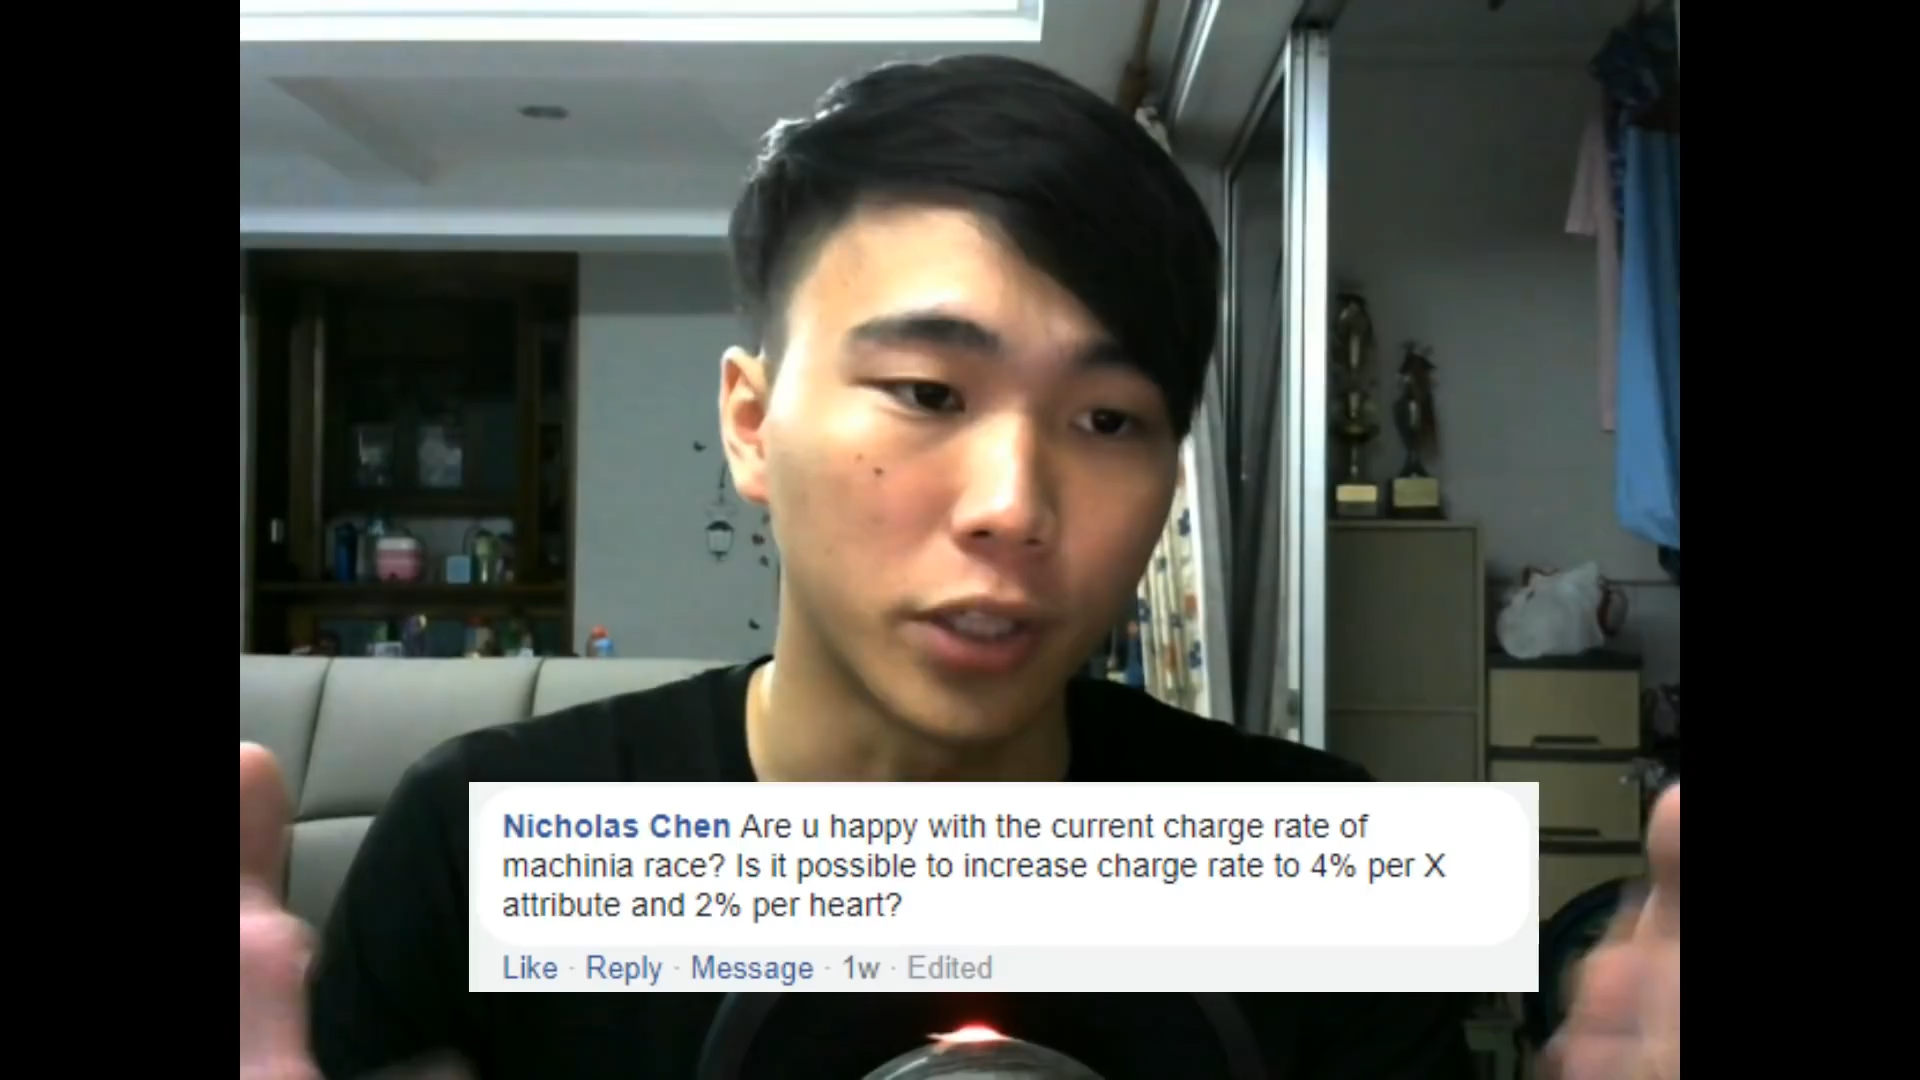 Nicholas Chen Are u happy with the current charge rate of
machinia race? Is it possible to increase charge rate to 4% per X
attribute and 2% per heart?
Like · Reply · Message · 1w · Edited